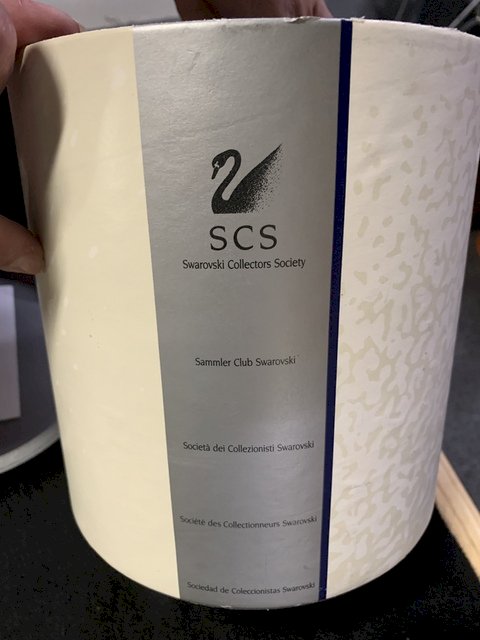 SCS
Swarovski Collectors Society
Sammler Club Swarovski
Società dei Collezionisti Swarovski
Société des Collectionneurs Swarovski
Sociedad de Coleccionistas Swarovski